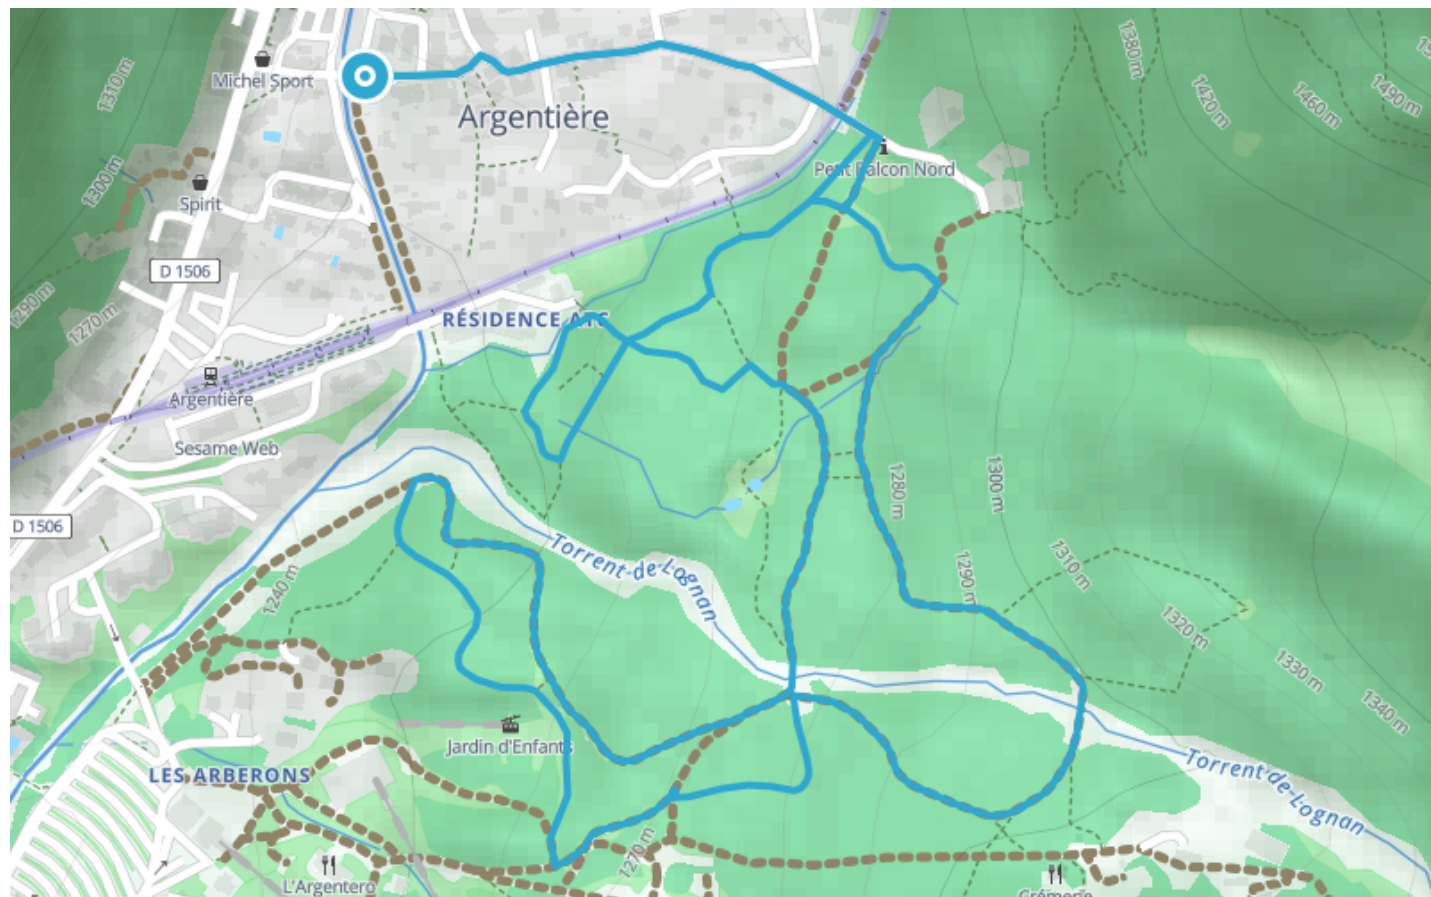 1310 m
Michel Sport
Argentière
1380 m
1420 m
1460 m
1490 m
1300 m
Spirit
Petit Balcon Nord
D 1506
1290 m
1270 m
RÉSIDENCE ATC
Argentière
Sesame Web
D 1506
1280 m
1300 m
1240 m
Torrent de Lognan
1290 m
1310 m
1320 m
1330 m
1340 m
Jardin d'Enfants
LES ARBERONS
Torrent de Lognan
1270 m
L'Argentero
Crémerie